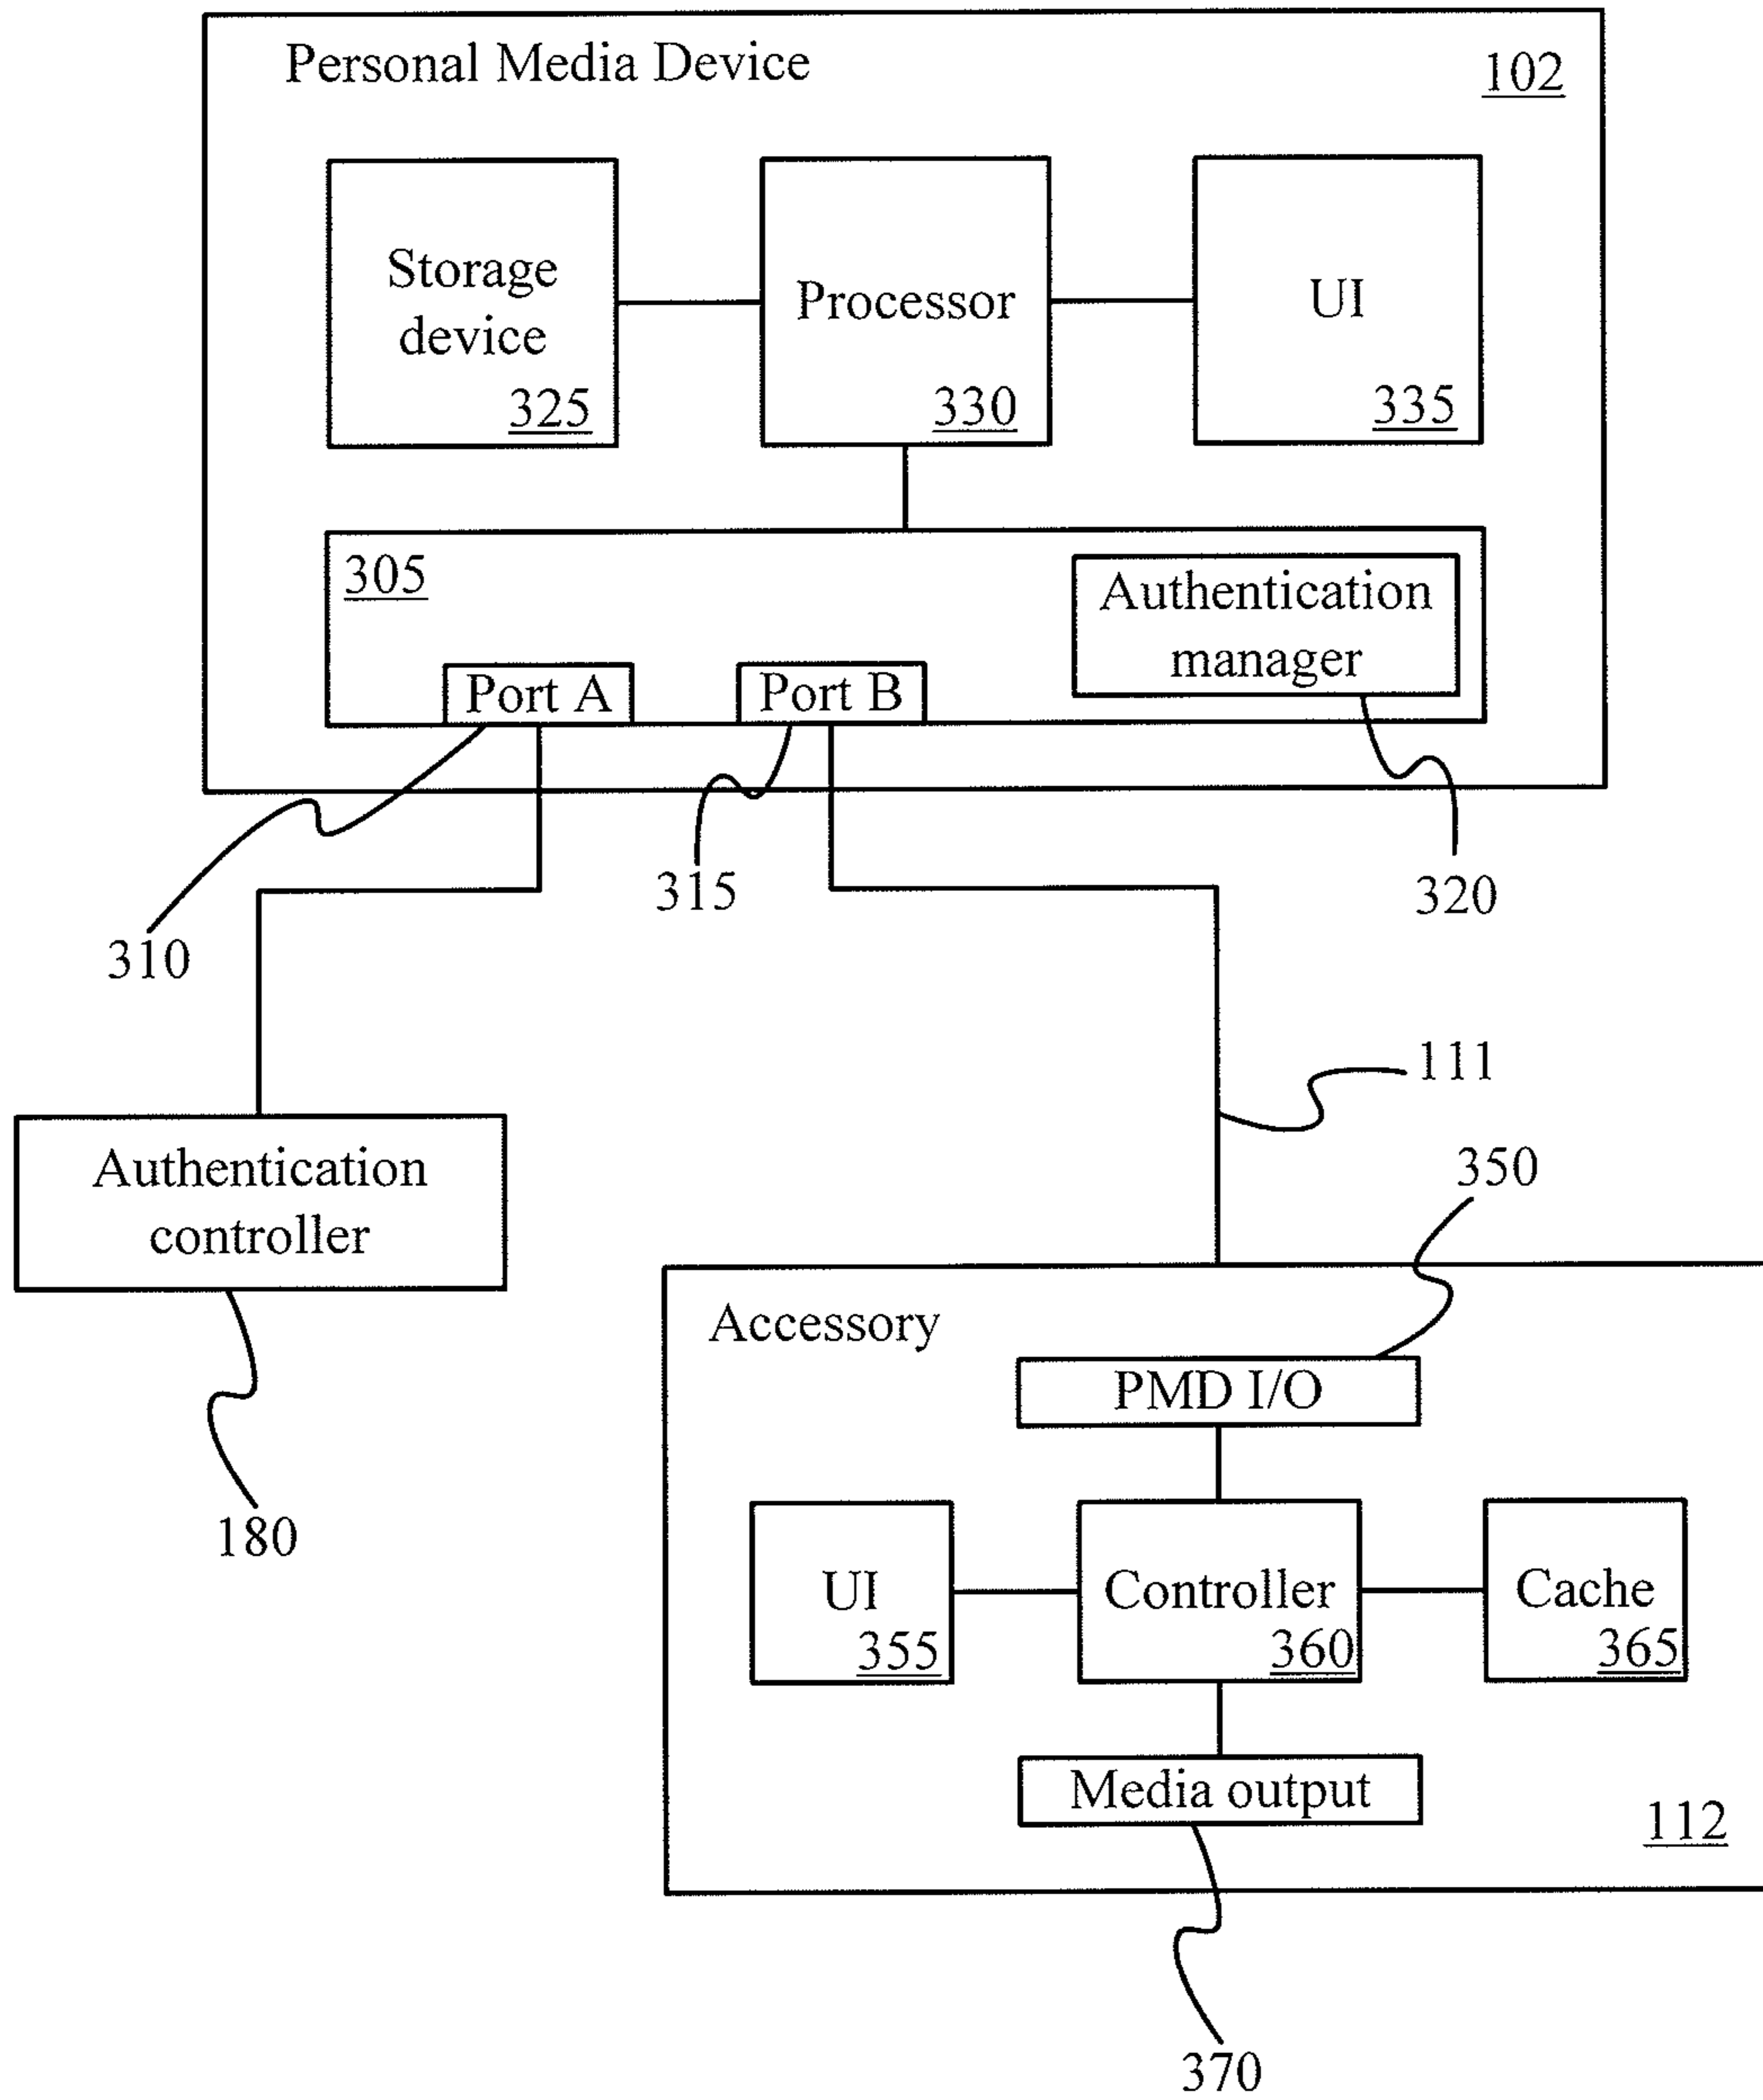 Personal Media Device
102
Storage
device
325
Processor
330
UI
335
305
Port A
Port B
Authentication
manager
310
315
320
111
Authentication
controller
180
350
Accessory
PMD I/O
UI
355
Controller
360
Cache
365
Media output
112
370